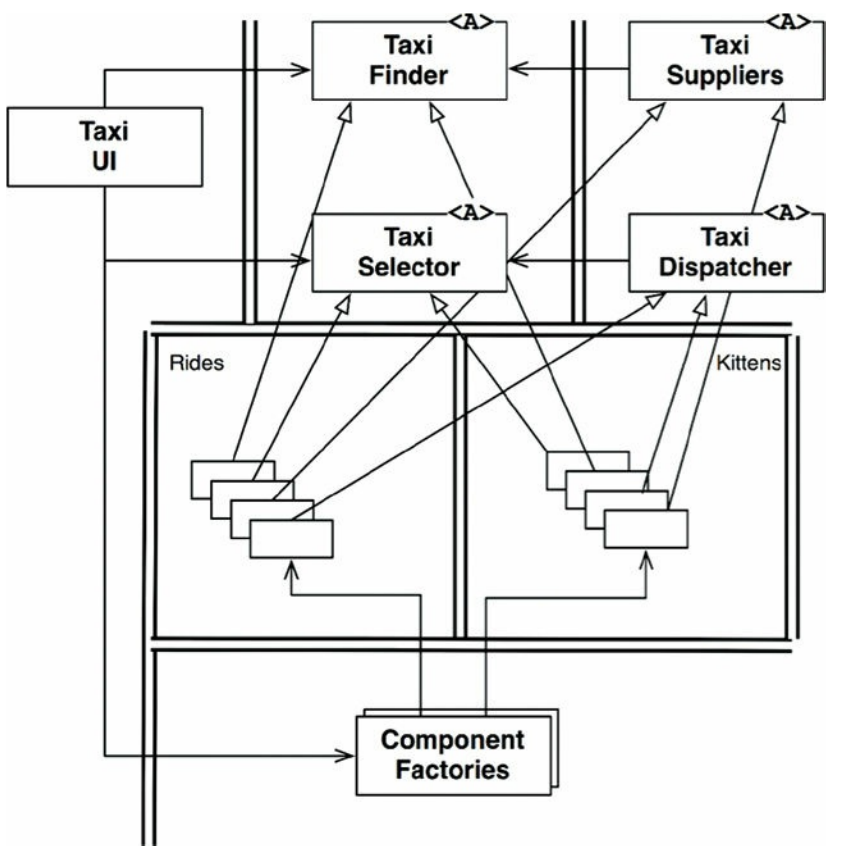 <A>
Taxi
Finder
<A>
Taxi
Suppliers
Taxi
UI
<A>
Taxi
Selector
<A>
Taxi
Dispatcher
Rides
Kittens
Component
Factories